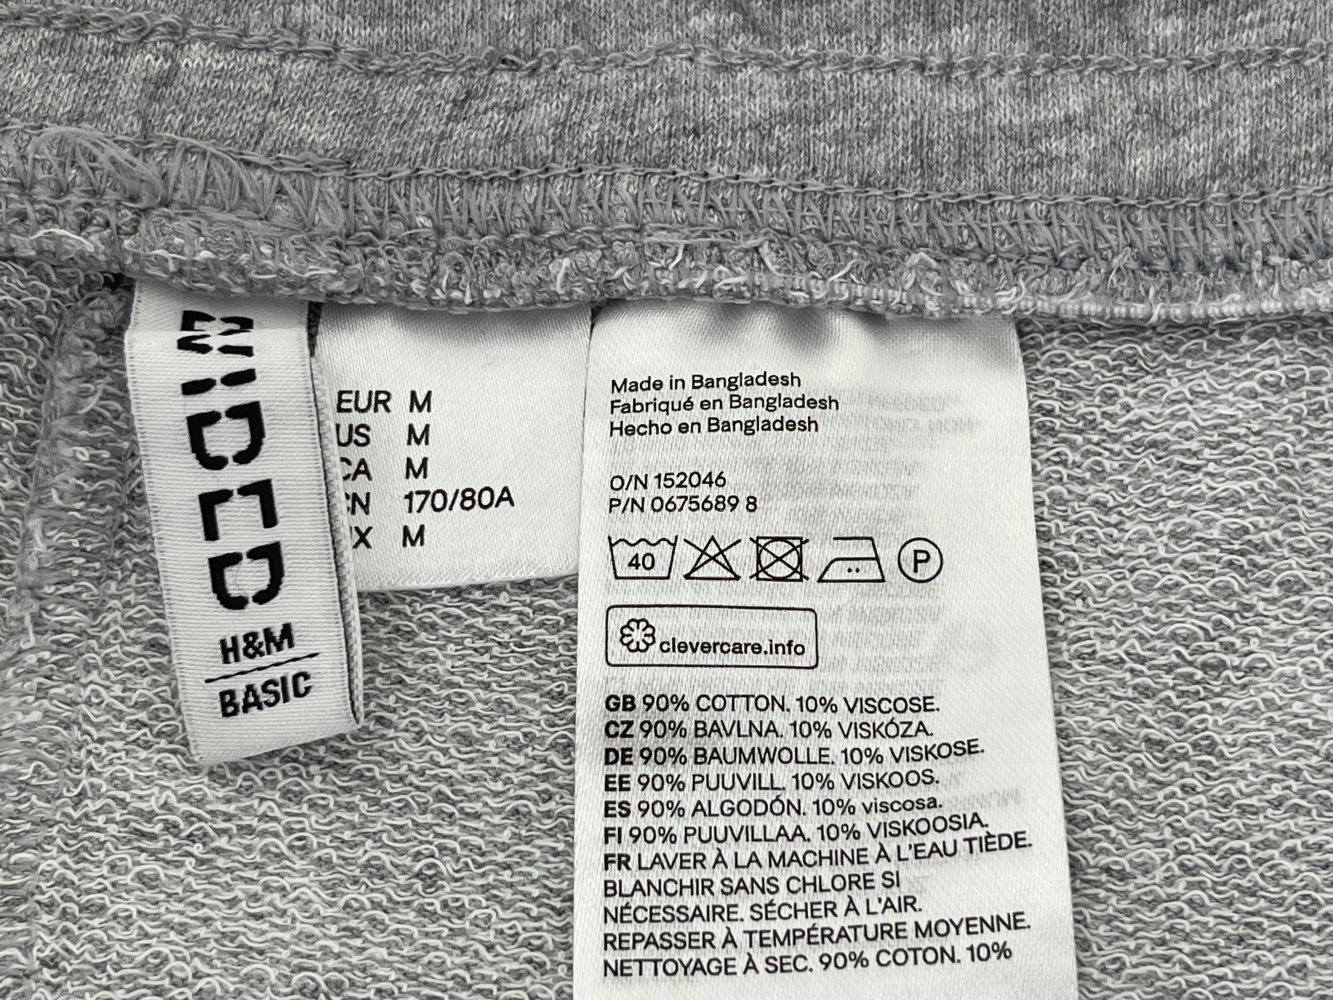 H&M
BASIC
EUR M
US M
CA M
CN 170/80A
X M
Made in Bangladesh
Fabriqué en Bangladesh
Hecho en Bangladesh
O/N 152046
P/N 0675689 8
40 P
clevercare.info
GB 90% COTTON. 10% VISCOSE.
CZ 90% BAVLNA. 10% VISKÓZA.
DE 90% BAUMWOLLE. 10% VISKOSE.
EE 90% PUUVILL. 10% VISKOOS.
ES 90% ALGODÓN. 10% viscosa.
FI 90% PUUVILLAA. 10% VISKOOSIA.
FR LAVER À LA MACHINE À L'EAU TIÈDE.
BLANCHIR SANS CHLORE SI
NÉCESSAIRE. SÉCHER À L'AIR.
REPASSER À TEMPÉRATURE MOYENNE.
NETTOYAGE À SEC. 90% COTON. 10%